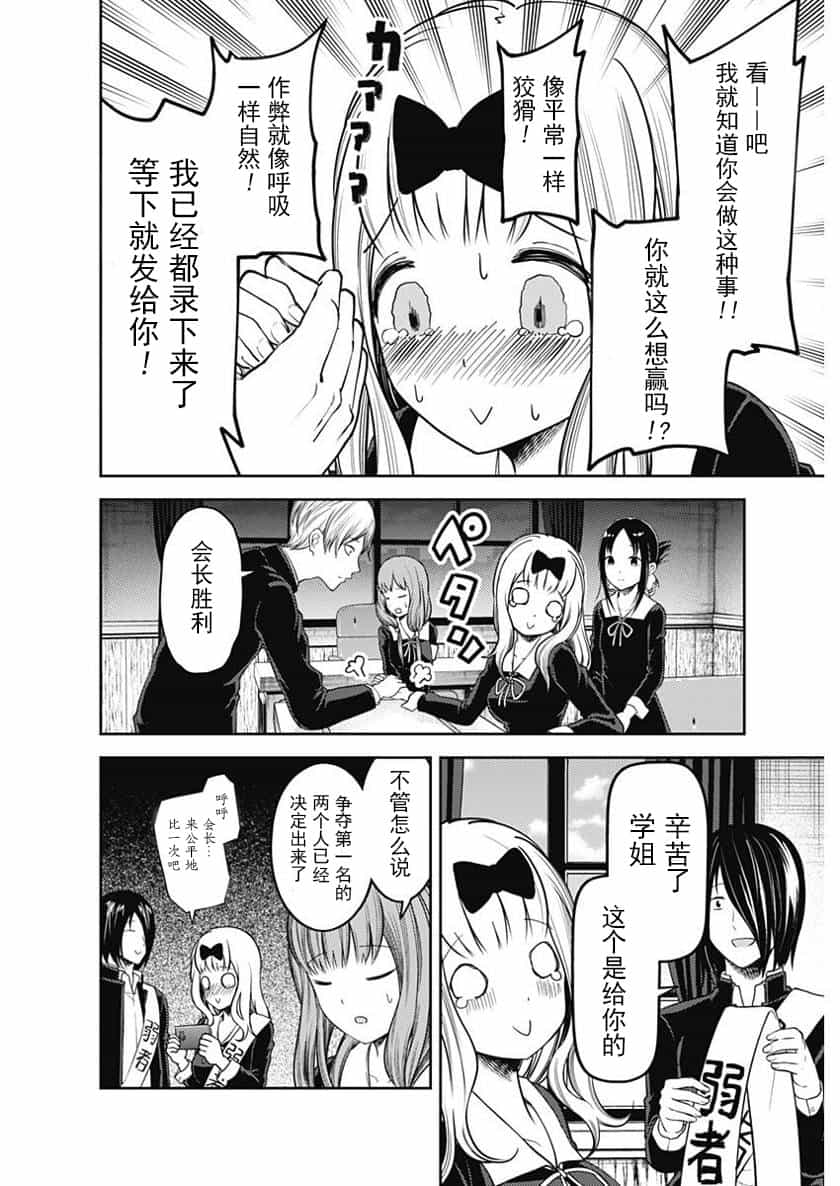 看——吧
我就知道你会做这种事!!
你就这么想赢吗!?
像平常一样
狡猾!
カァァァァ
作弊就像呼吸
一样自然!
我已经都录下来了
等下就发给你!
ペタン
会长胜利
辛苦了
学姐
这个是给你的
弱者
不管怎么说
争夺第一名的
两个人已经
决定出来了
呼呼
会长…
来公平地
比一次吧
弱
弱者